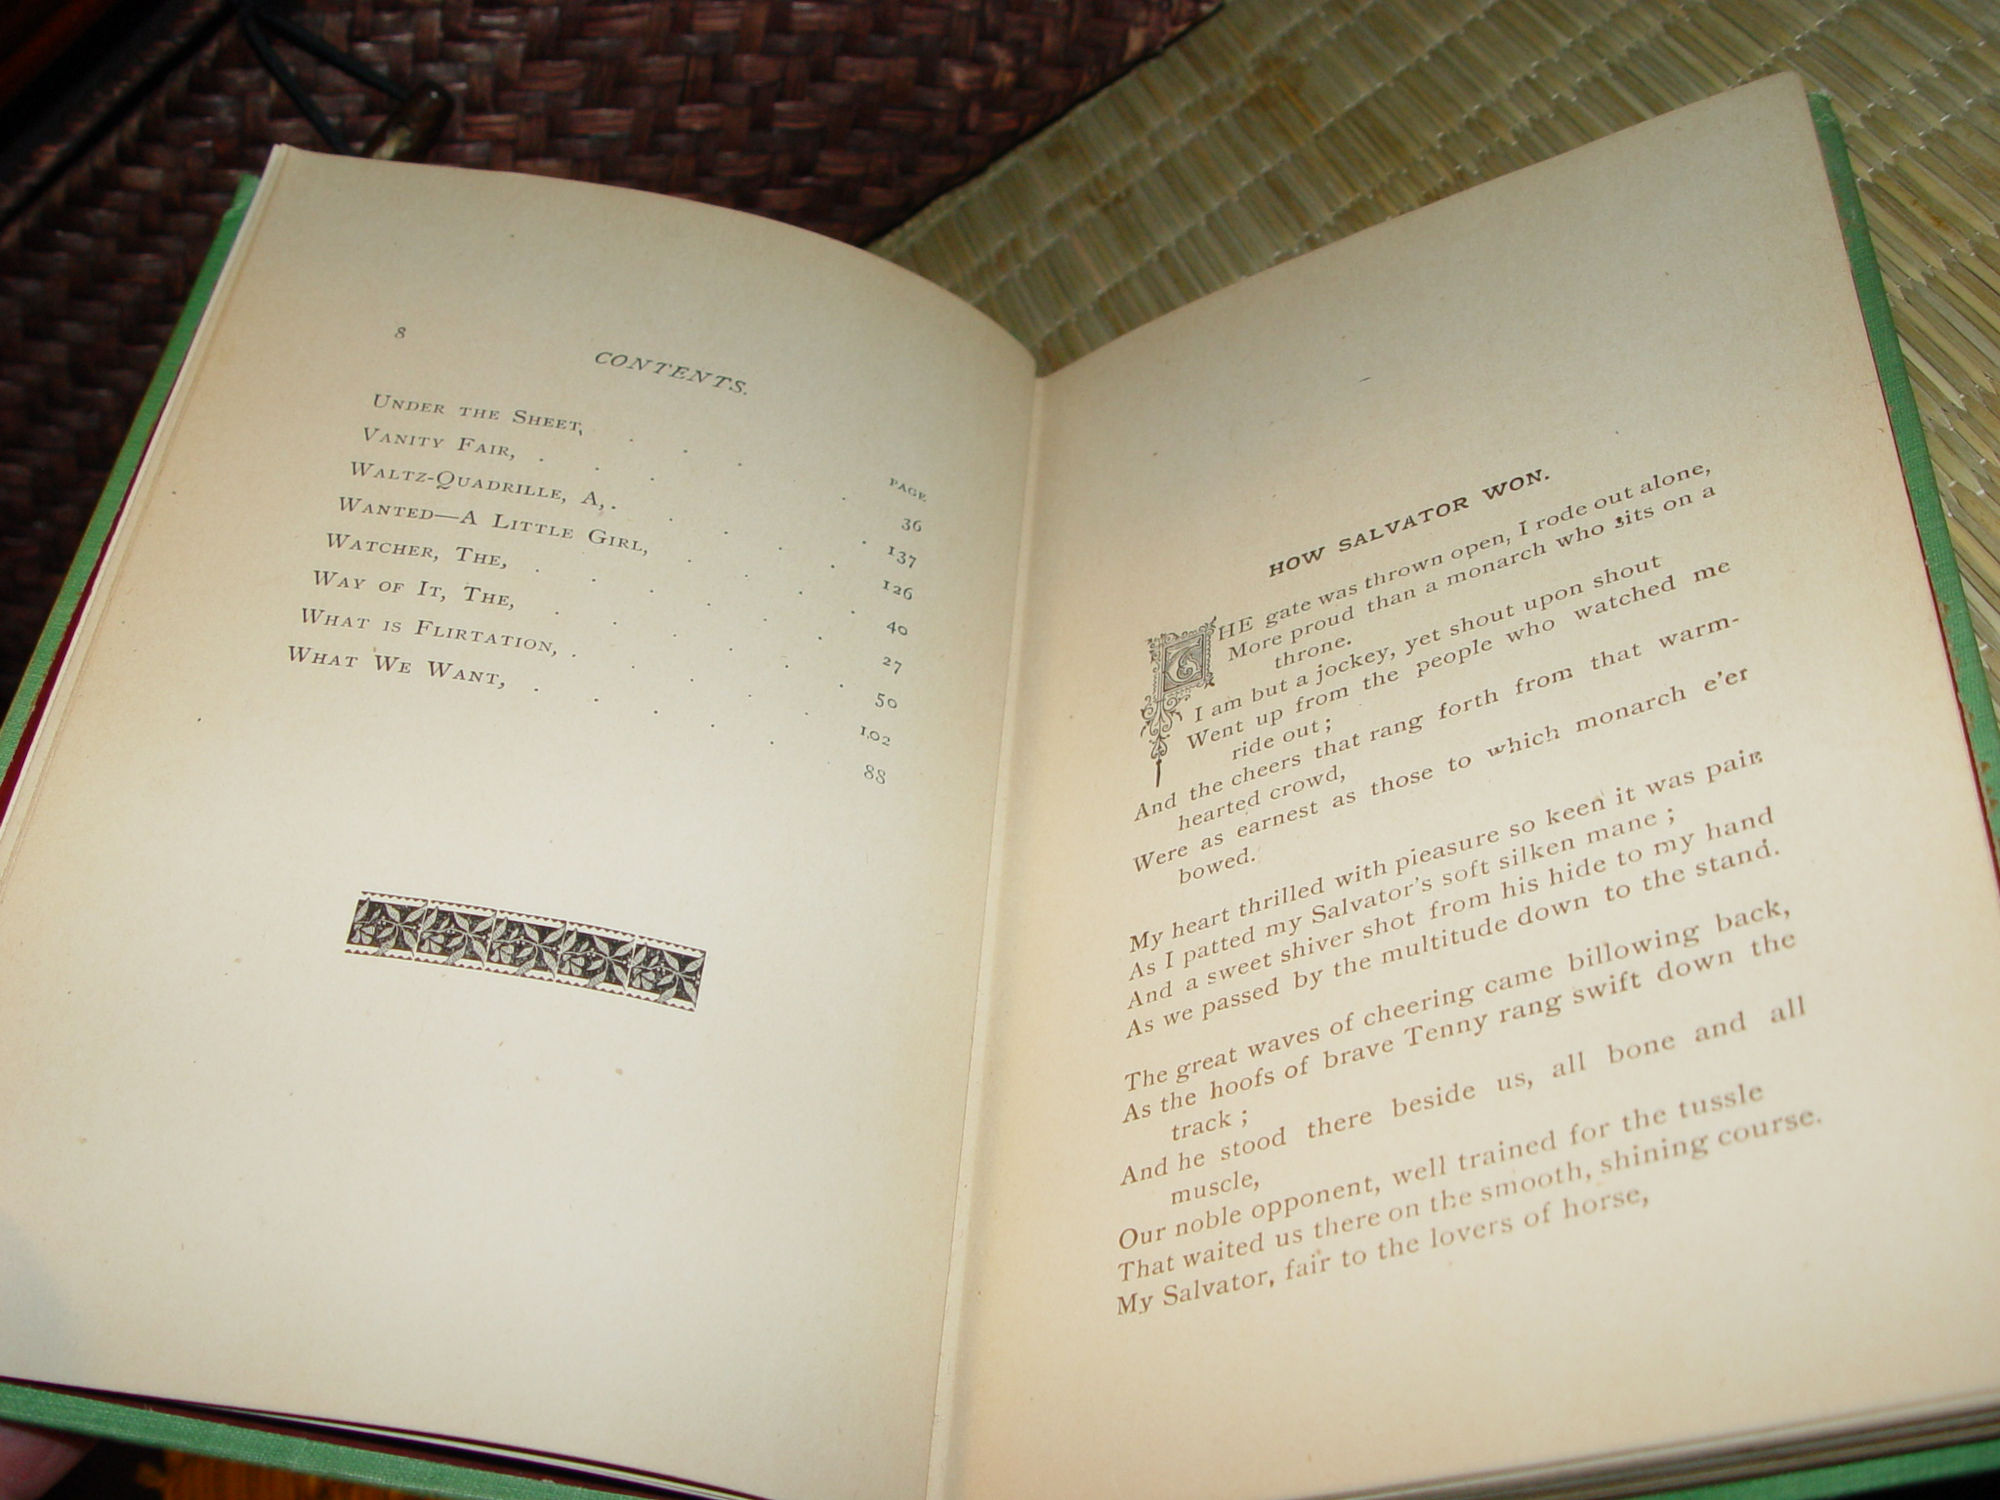 8
CONTENTS.
PAGE.
UNDER THE SHEET, . . . . 36
VANITY FAIR, . . . . . 137
WALTZ-QUADRILLE, A, . . . . . 126
WANTED—A LITTLE GIRL, . . . . 40
WATCHER, THE, . . . . . 27
WAY OF IT, THE, . . . . . 50
WHAT IS FLIRTATION, . . . . . 102
WHAT WE WANT, . . . . . 88
HOW SALVATOR WON.
THE gate was thrown open, I rode out alone,
More proud than a monarch who sits on a
throne.
I am but a jockey, yet shout upon shout
Went up from the people who watched me
ride out;
And the cheers that rang forth from that warm-
hearted crowd,
Were as earnest as those to which monarch e'er
bowed.
My heart thrilled with pleasure so keen it was pain
As I patted my Salvator's soft silken mane;
And a sweet shiver shot from his hide to my hand
As we passed by the multitude down to the stand.
The great waves of cheering came billowing back,
As the hoofs of brave Tenny rang swift down the
track;
And he stood there beside us, all bone and all
muscle,
Our noble opponent, well trained for the tussle
That waited us there on the smooth, shining course.
My Salvator, fair to the lovers of horse,